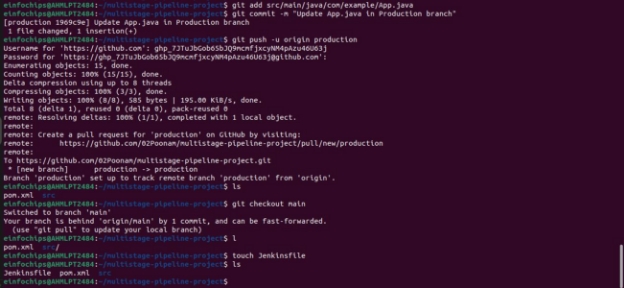 einfochips@AHMLPT2484:~/multistage-pipeline-project$ git add src/main/java/com/example/App.java
einfochips@AHMLPT2484:~/multistage-pipeline-project$ git commit -m "Update App.java in Production branch"
[production 1969c9e] Update App.java in Production branch
1 file changed, 1 insertion(+)
einfochips@AHMLPT2484:~/multistage-pipeline-project$ git push -u origin production
Username for 'https://github.com':
Password for
Enumerating objects: 15, done.
Counting objects: 100% (15/15), done.
Delta compression using up to 8 threads
Compressing objects: 100% (3/3), done.
Writing objects: 100% (8/8), 585 bytes | 195.00 KiB/s, done.
Total 8 (delta 1), reused 0 (delta 0), pack-reused 0
remote: Resolving deltas: 100% (1/1), completed with 1 local object.
remote:
remote: Create a pull request for 'production' on GitHub by visiting:
remote: https://github.com/02Poonam/multistage-pipeline-project/pull/new/production
remote:
To https://github.com/02Poonam/multistage-pipeline-project.git
* [new branch] production -> production
Branch 'production' set up to track remote branch 'production' from 'origin'.
einfochips@AHMLPT2484:~/multistage-pipeline-project$ ls
pom.xml src
einfochips@AHMLPT2484:~/multistage-pipeline-project$ git checkout main
Switched to branch 'main'
Your branch is behind 'origin/main' by 1 commit, and can be fast-forwarded.
(use "git pull" to update your local branch)
einfochips@AHMLPT2484:~/multistage-pipeline-project$ l
pom.xml src/
einfochips@AHMLPT2484:~/multistage-pipeline-project$ touch Jenkinsfile
einfochips@AHMLPT2484:~/multistage-pipeline-project$ ls
Jenkinsfile pom.xml src
einfochips@AHMLPT2484:~/multistage-pipeline-project$